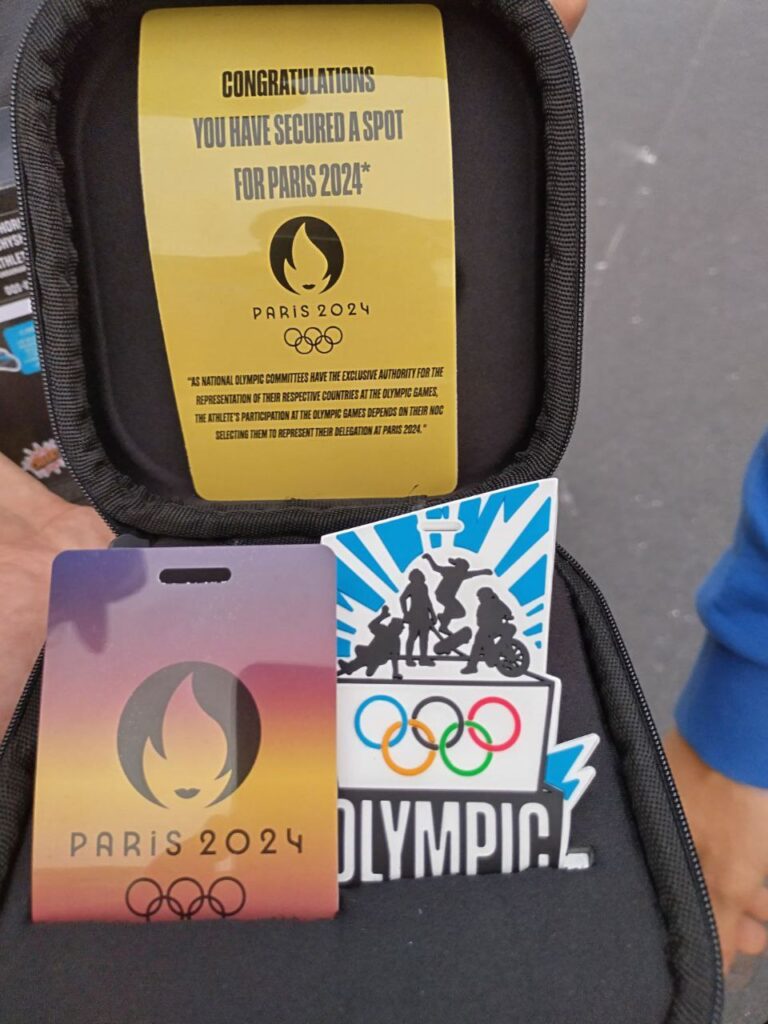 CONGRATULATIONS
YOU HAVE SECURED A SPOT
FOR PARIS 2024*
PARIS 2024
"AS NATIONAL OLYMPIC COMMITTEES HAVE THE EXCLUSIVE AUTHORITY FOR THE
REPRESENTATION OF THEIR RESPECTIVE COUNTRIES AT THE OLYMPIC GAMES,
THE ATHLETE'S PARTICIPATION AT THE OLYMPIC GAMES DEPENDS ON THEIR NOC
SELECTING THEM TO REPRESENT THEIR DELEGATION AT PARIS 2024."
PARIS 2024
OLYMPIC